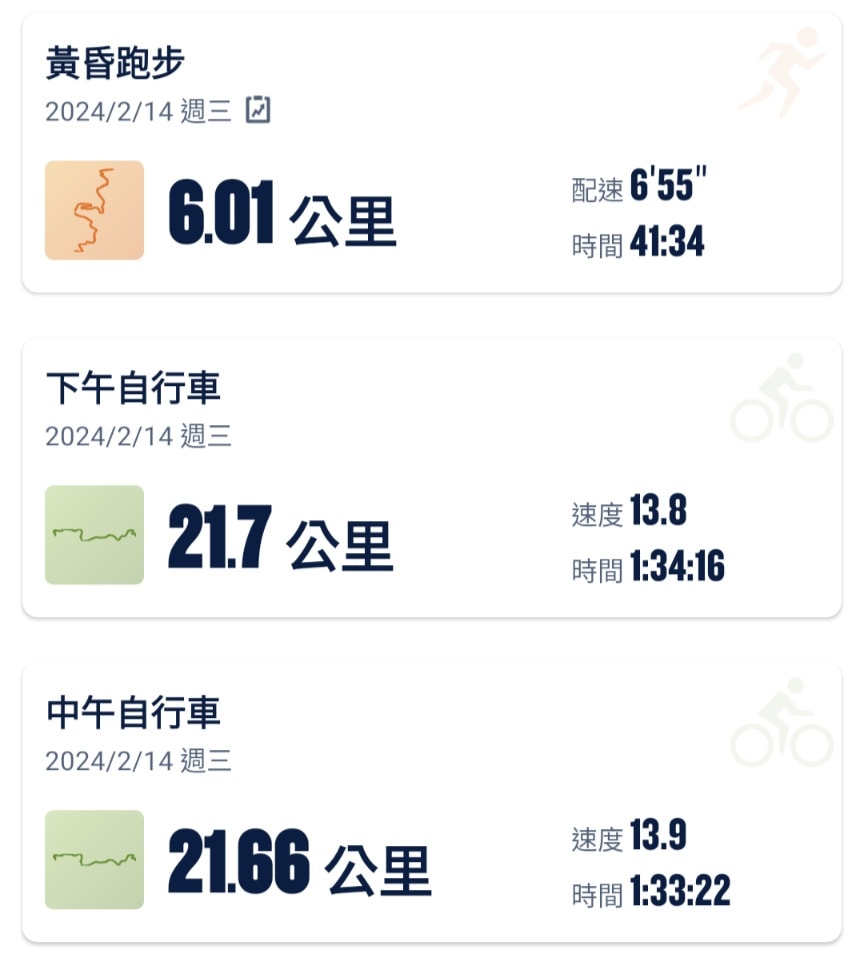 黃昏跑步
2024/2/14 週三
6.01 公里
配速 6'55"
時間 41:34
下午自行車
2024/2/14 週三
21.7 公里
速度 13.8
時間 1:34:16
中午自行車
2024/2/14 週三
21.66 公里
速度 13.9
時間 1:33:22